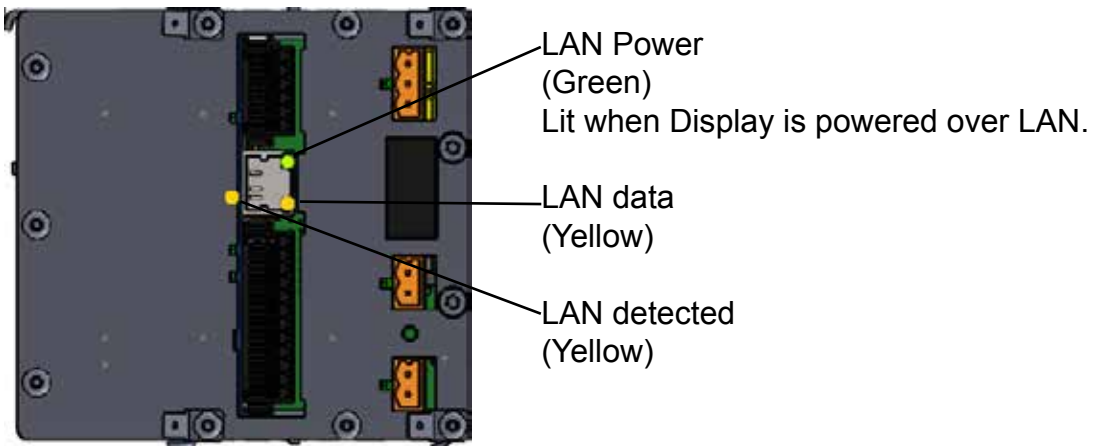 LAN Power
(Green)
Lit when Display is powered over LAN.
LAN data
(Yellow)
LAN detected
(Yellow)